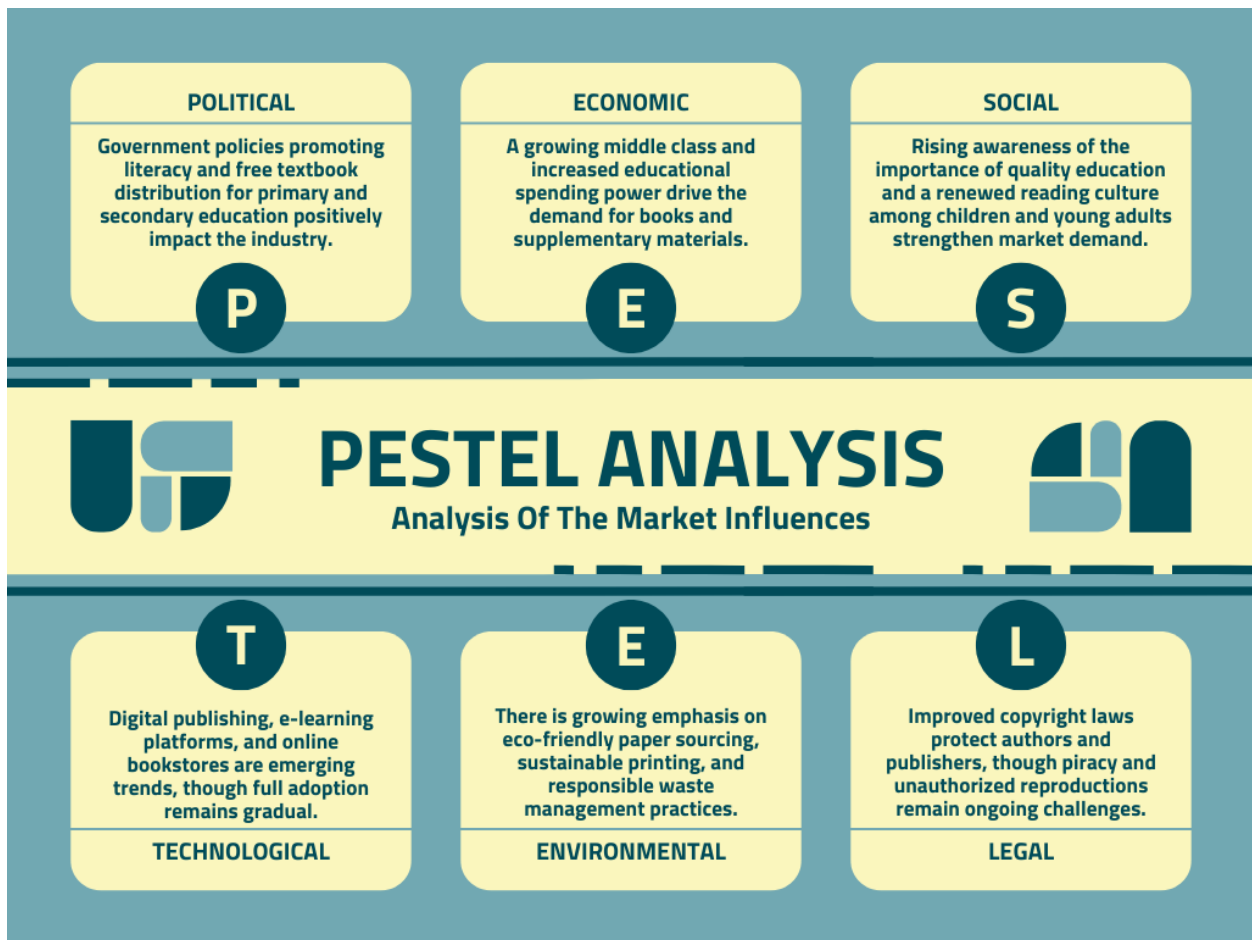 POLITICAL
Government policies promoting
literacy and free textbook
distribution for primary and
secondary education positively
impact the industry.
P
ECONOMIC
A growing middle class and
increased educational
spending power drive the
demand for books and
supplementary materials.
E
SOCIAL
Rising awareness of the
importance of quality education
and a renewed reading culture
among children and young adults
strengthen market demand.
S
PESTEL ANALYSIS
Analysis Of The Market Influences
T
Digital publishing, e-learning
platforms, and online
bookstores are emerging
trends, though full adoption
remains gradual.
TECHNOLOGICAL
E
There is growing emphasis on
eco-friendly paper sourcing,
sustainable printing, and
responsible waste
management practices.
ENVIRONMENTAL
L
Improved copyright laws
protect authors and
publishers, though piracy and
unauthorized reproductions
remain ongoing challenges.
LEGAL